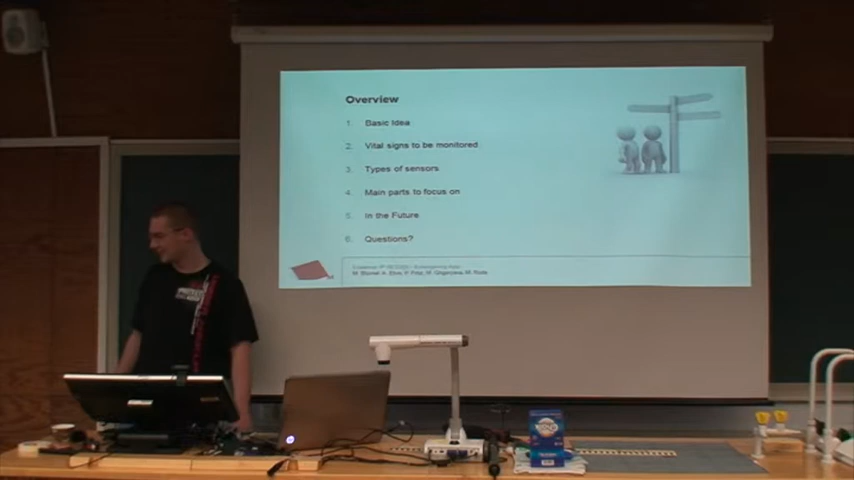 Overview
1. Basic Idea
2. Vital signs to be monitored
3. Types of sensors
4. Main parts to focus on
5. In the Future
6. Questions?